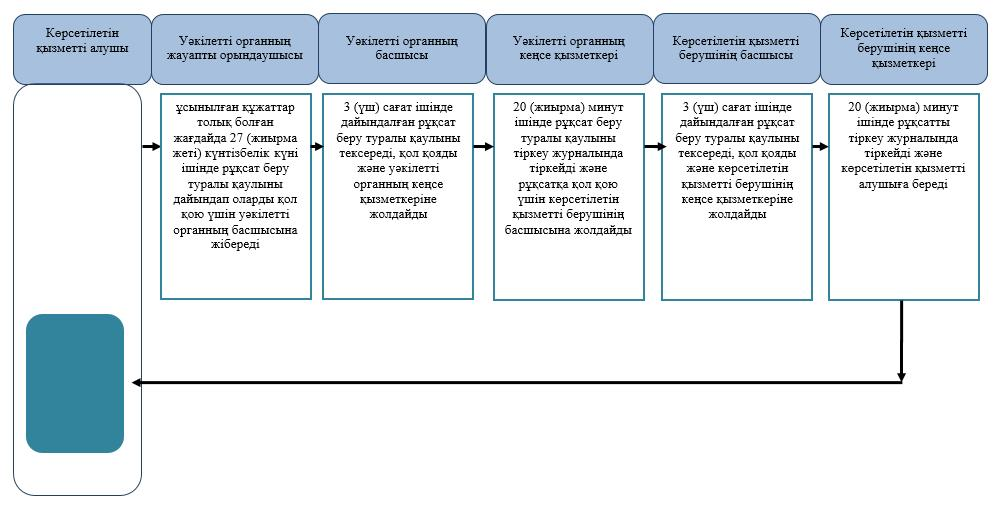 Көрсетілетін
қызметті алушы
Уәкілетті органның
жауапты орындаушысы
Уәкілетті органның
басшысы
Уәкілетті органның
кеңсе қызметкері
Көрсетілетін қызметті
берушінің басшысы
Көрсетілетін қызметті
берушінің кеңсе
қызметкері
ұсынылған құжаттар
толық болған
жағдайда 27 (жиырма
жеті) күнтізбелік күні
ішінде рұқсат беру
туралы қаулыны
дайындап оларды қол
қою үшін уәкілетті
органның басшысына
жібереді
3 (үш) сағат ішінде
дайындалған рұқсат
беру туралы қаулыны
тексереді, қол қояды
және уәкілетті
органның кеңсе
қызметкеріне
жолдайды
20 (жиырма) минут
ішінде рұқсат беру
туралы қаулыны
тіркеу журналында
тіркейді және
рұқсатқа қол қою
үшін көрсетілетін
қызметті берушінің
басшысына жолдайды
3 (үш) сағат ішінде
дайындалған рұқсат
беру туралы қаулыны
тексереді, қол қояды
және көрсетілетін
қызметті берушінің
кеңсе қызметкеріне
жолдайды
20 (жиырма) минут
ішінде рұқсатты
тіркеу журналында
тіркейді және
көрсетілетін қызметті
алушыға береді